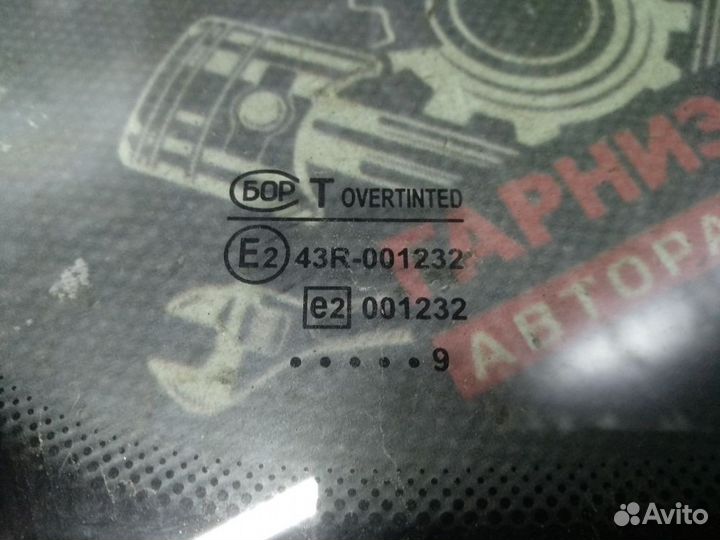 БОР T OVERTINTED
E2 43R-001232
e2 001232
• • • • • 9
ГАРНИЗ
АВТОРА
Avito